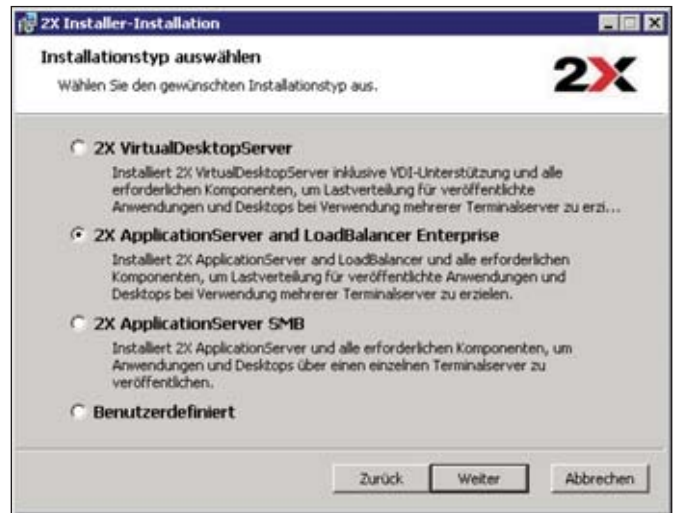 2X Installer-Installation
Installationstyp auswählen
Wählen Sie den gewünschten Installationstyp aus.
2X
2X VirtualDesktopServer
Installiert 2X VirtualDesktopServer inklusive VDI-Unterstützung und alle
erforderlichen Komponenten, um Lastverteilung für veröffentlichte
Anwendungen und Desktops bei Verwendung mehrerer Terminalserver zu erzi...
2X ApplicationServer and LoadBalancer Enterprise
Installiert 2X ApplicationServer and LoadBalancer und alle erforderlichen
Komponenten, um Lastverteilung für veröffentlichte Anwendungen und
Desktops bei Verwendung mehrerer Terminalserver zu erzielen.
2X ApplicationServer SMB
Installiert 2X ApplicationServer und alle erforderlichen Komponenten, um
Anwendungen und Desktops über einen einzelnen Terminalserver zu
veröffentlichen.
Benutzerdefiniert
Zurück
Weiter
Abbrechen